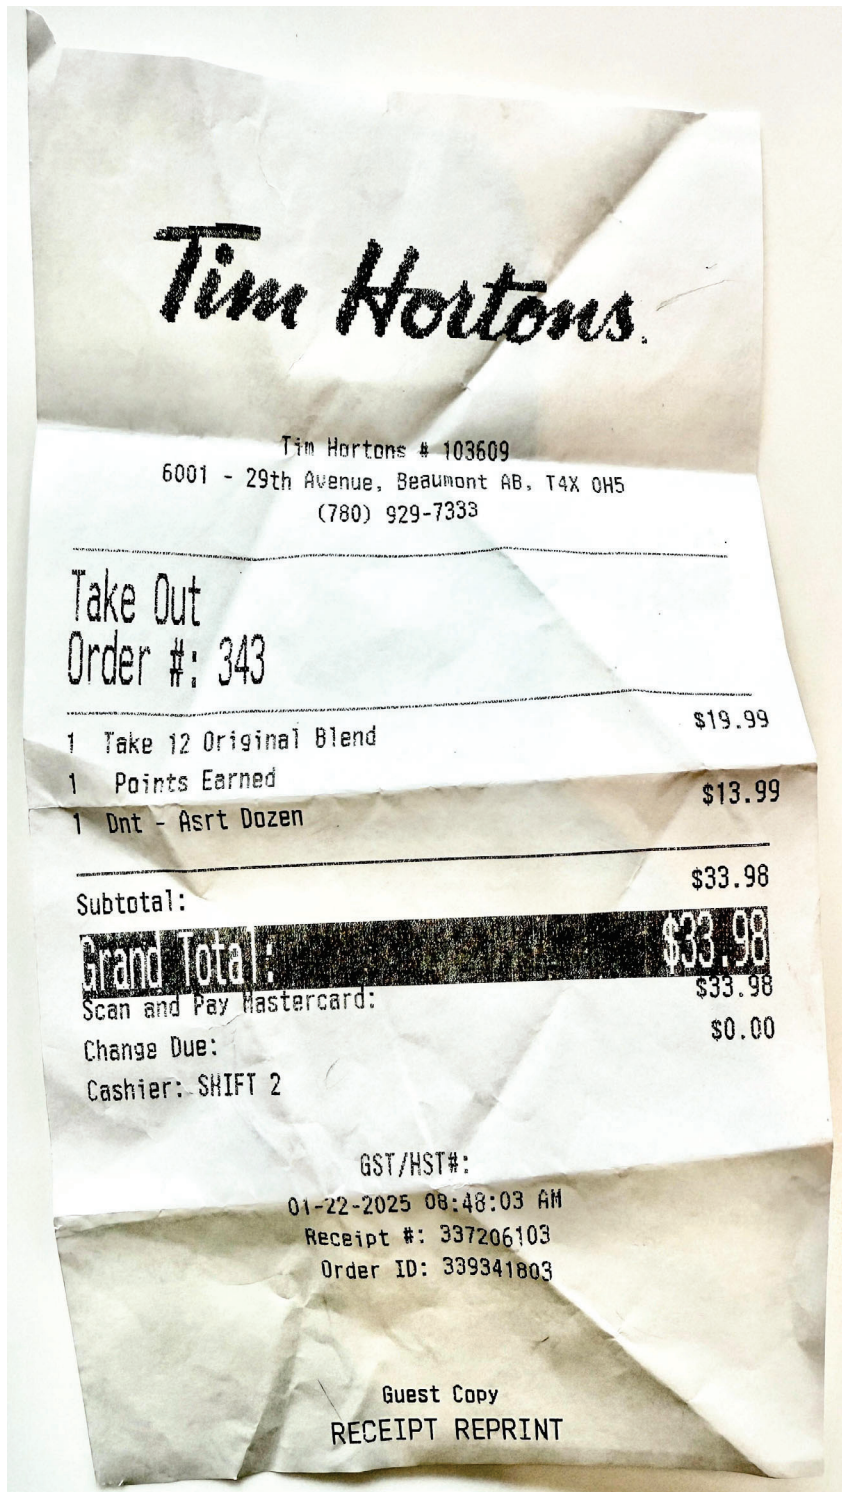 Tim Hortons.
Tim Hortons # 103609
6001 - 29th Avenue, Beaumont AB, T4X 0H5
(780) 929-7333
Take Out
Order #: 343
1 Take 12 Original Blend $19.99
1 Points Earned
1 Dnt - Asrt Dozen $13.99
Subtotal: $33.98
Grand Total: $33.98
Scan and Pay Mastercard: $33.98
Change Due: $0.00
Cashier: SHIFT 2
GST/HST#:
01-22-2025 08:48:03 AM
Receipt #: 337206103
Order ID: 339341803
Guest Copy
RECEIPT REPRINT